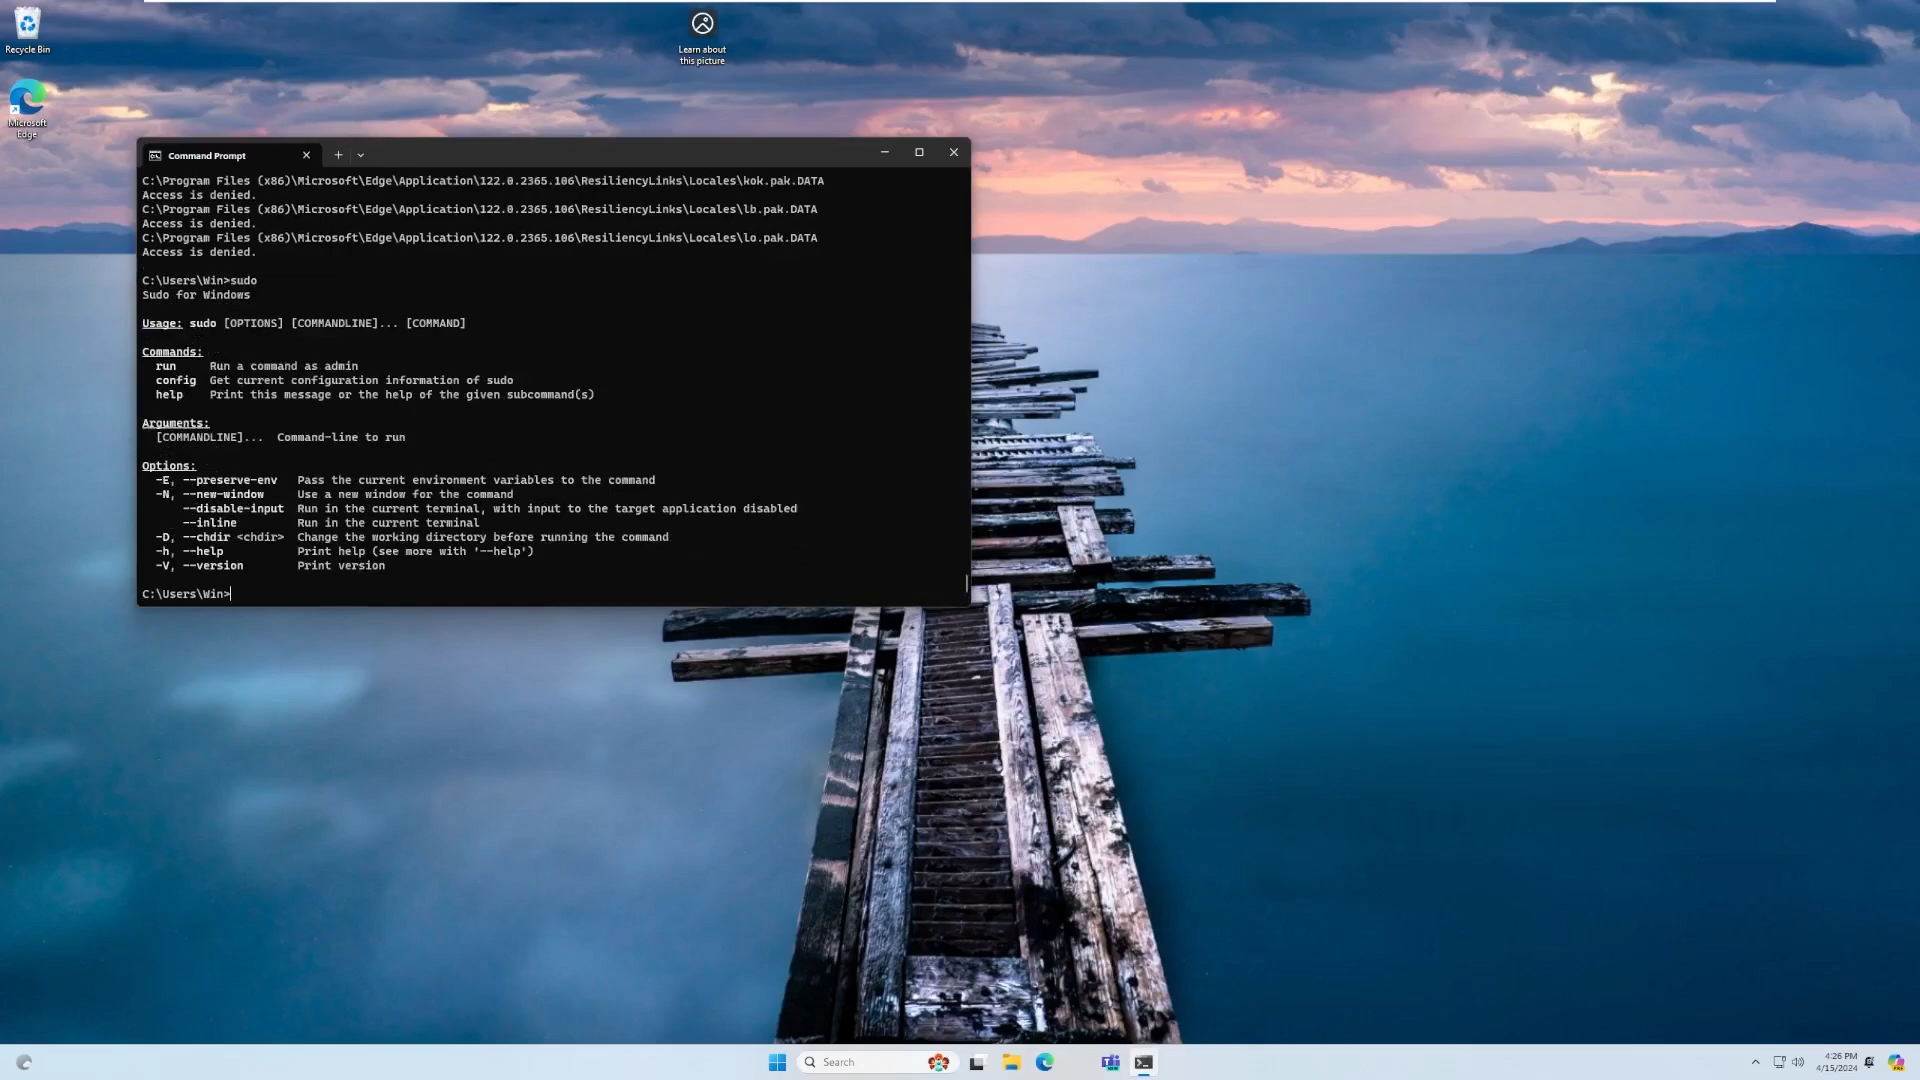 Recycle Bin
Microsoft
Edge
Learn about
this picture
Command Prompt
C:\Program Files (x86)\Microsoft\Edge\Application\122.0.2365.106\ResiliencyLinks\Locales\kok.pak.DATA
Access is denied.
C:\Program Files (x86)\Microsoft\Edge\Application\122.0.2365.106\ResiliencyLinks\Locales\lb.pak.DATA
Access is denied.
C:\Program Files (x86)\Microsoft\Edge\Application\122.0.2365.106\ResiliencyLinks\Locales\lo.pak.DATA
Access is denied.
C:\Users\Win>sudo
Sudo for Windows
Usage: sudo [OPTIONS] [COMMANDLINE]... [COMMAND]
Commands:
run Run a command as admin
config Get current configuration information of sudo
help Print this message or the help of the given subcommand(s)
Arguments:
[COMMANDLINE]... Command-line to run
Options:
-E, --preserve-env Pass the current environment variables to the command
-N, --new-window Use a new window for the command
--disable-input Run in the current terminal, with input to the target application disabled
--inline Run in the current terminal
-D, --chdir <chdir> Change the working directory before running the command
-h, --help Print help (see more with '--help')
-V, --version Print version
C:\Users\Win>
Search
4:26 PM
4/15/2024